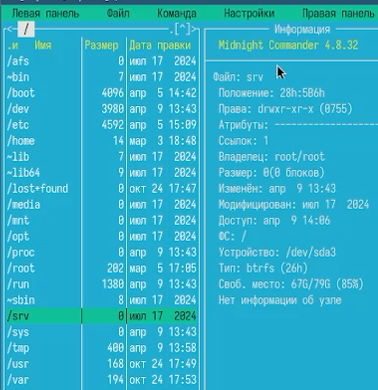 Левая панель Файл Команда Настройки Правая панель
<─ / .[^]> Информация
.и Имя Размер Дата правки Midnight Commander 4.8.32
/afs 0 июл 17 2024
~bin 7 июл 17 2024 Файл: srv
/boot 4096 апр 5 14:42 Положение: 28h:5B6h
/dev 3980 апр 9 13:43 Права: drwxr-xr-x (0755)
/etc 4592 апр 5 15:09 Атрибуты: ----------------
/home 14 мар 3 18:48 Ссылок: 1
~lib 7 июл 17 2024 Владелец: root/root
~lib64 9 июл 17 2024 Размер: 0(0 блоков)
/lost+found 0 окт 24 17:47 Изменён: апр 9 13:43
/media 0 июл 17 2024 Модифицирован: июл 17 2024
/mnt 0 июл 17 2024 Доступ: апр 9 14:06
/opt 0 июл 17 2024 ФС: /
/proc 0 апр 9 13:43 Устройство: /dev/sda3
/root 202 мар 5 17:05 Тип: btrfs (26h)
/run 1380 апр 9 13:43 Своб. место: 67G/79G (85%)
~sbin 8 июл 17 2024 Нет информации об узле
/srv 0 июл 17 2024
/sys 0 апр 9 13:43
/tmp 400 апр 9 13:58
/usr 168 окт 24 17:49
/var 194 окт 24 17:53